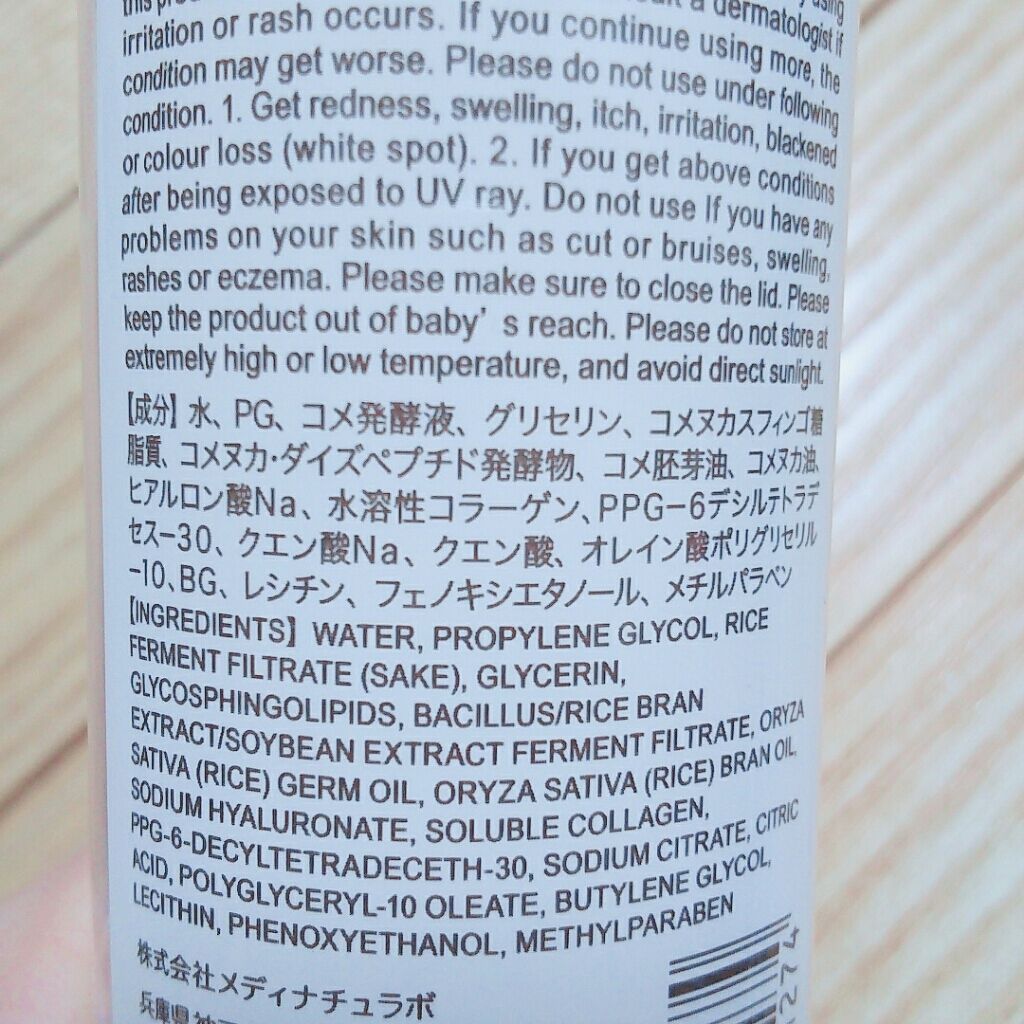 this a dermatologist if
irritation or rash occurs. If you continue using more, the
condition may get worse. Please do not use under following
condition. 1. Get redness, swelling, itch, irritation, blackened
or colour loss (white spot). 2. If you get above conditions
after being exposed to UV ray. Do not use If you have any
problems on your skin such as cut or bruises, swelling,
rashes or eczema. Please make sure to close the lid. Please
keep the product out of baby’s reach. Please do not store at
extremely high or low temperature, and avoid direct sunlight.
【成分】水、PG、コメ発酵液、グリセリン、コメヌカスフィンゴ糖
脂質、コメヌカ・ダイズペプチド発酵物、コメ胚芽油、コメヌカ油、
ヒアルロン酸Na、水溶性コラーゲン、PPG－6デシルテトラデ
セス－30、クエン酸Na、クエン酸、オレイン酸ポリグリセリル
－10、BG、レシチン、フェノキシエタノール、メチルパラベン
【INGREDIENTS】WATER, PROPYLENE GLYCOL, RICE
FERMENT FILTRATE (SAKE), GLYCERIN,
GLYCOSPHINGOLIPIDS, BACILLUS/RICE BRAN
EXTRACT/SOYBEAN EXTRACT FERMENT FILTRATE, ORYZA
SATIVA (RICE) GERM OIL, ORYZA SATIVA (RICE) BRAN OIL,
SODIUM HYALURONATE, SOLUBLE COLLAGEN,
PPG-6-DECYLTETRADECETH-30, SODIUM CITRATE, CITRIC
ACID, POLYGLYCERYL-10 OLEATE, BUTYLENE GLYCOL,
LECITHIN, PHENOXYETHANOL, METHYLPARABEN
株式会社メディナチュラボ
兵庫県